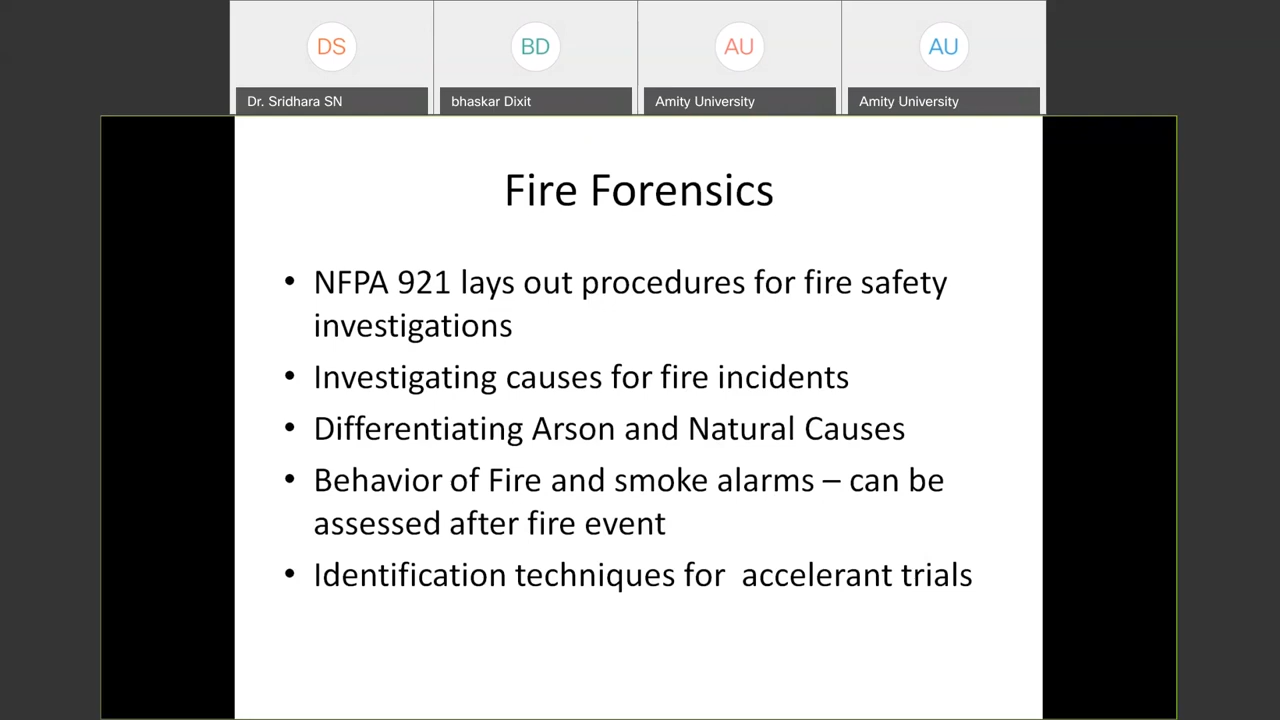 DS
BD
AU
AU
Dr. Sridhara SN
bhaskar Dixit
Amity University
Amity University
Fire Forensics
• NFPA 921 lays out procedures for fire safety
investigations
• Investigating causes for fire incidents
• Differentiating Arson and Natural Causes
• Behavior of Fire and smoke alarms – can be
assessed after fire event
• Identification techniques for  accelerant trials